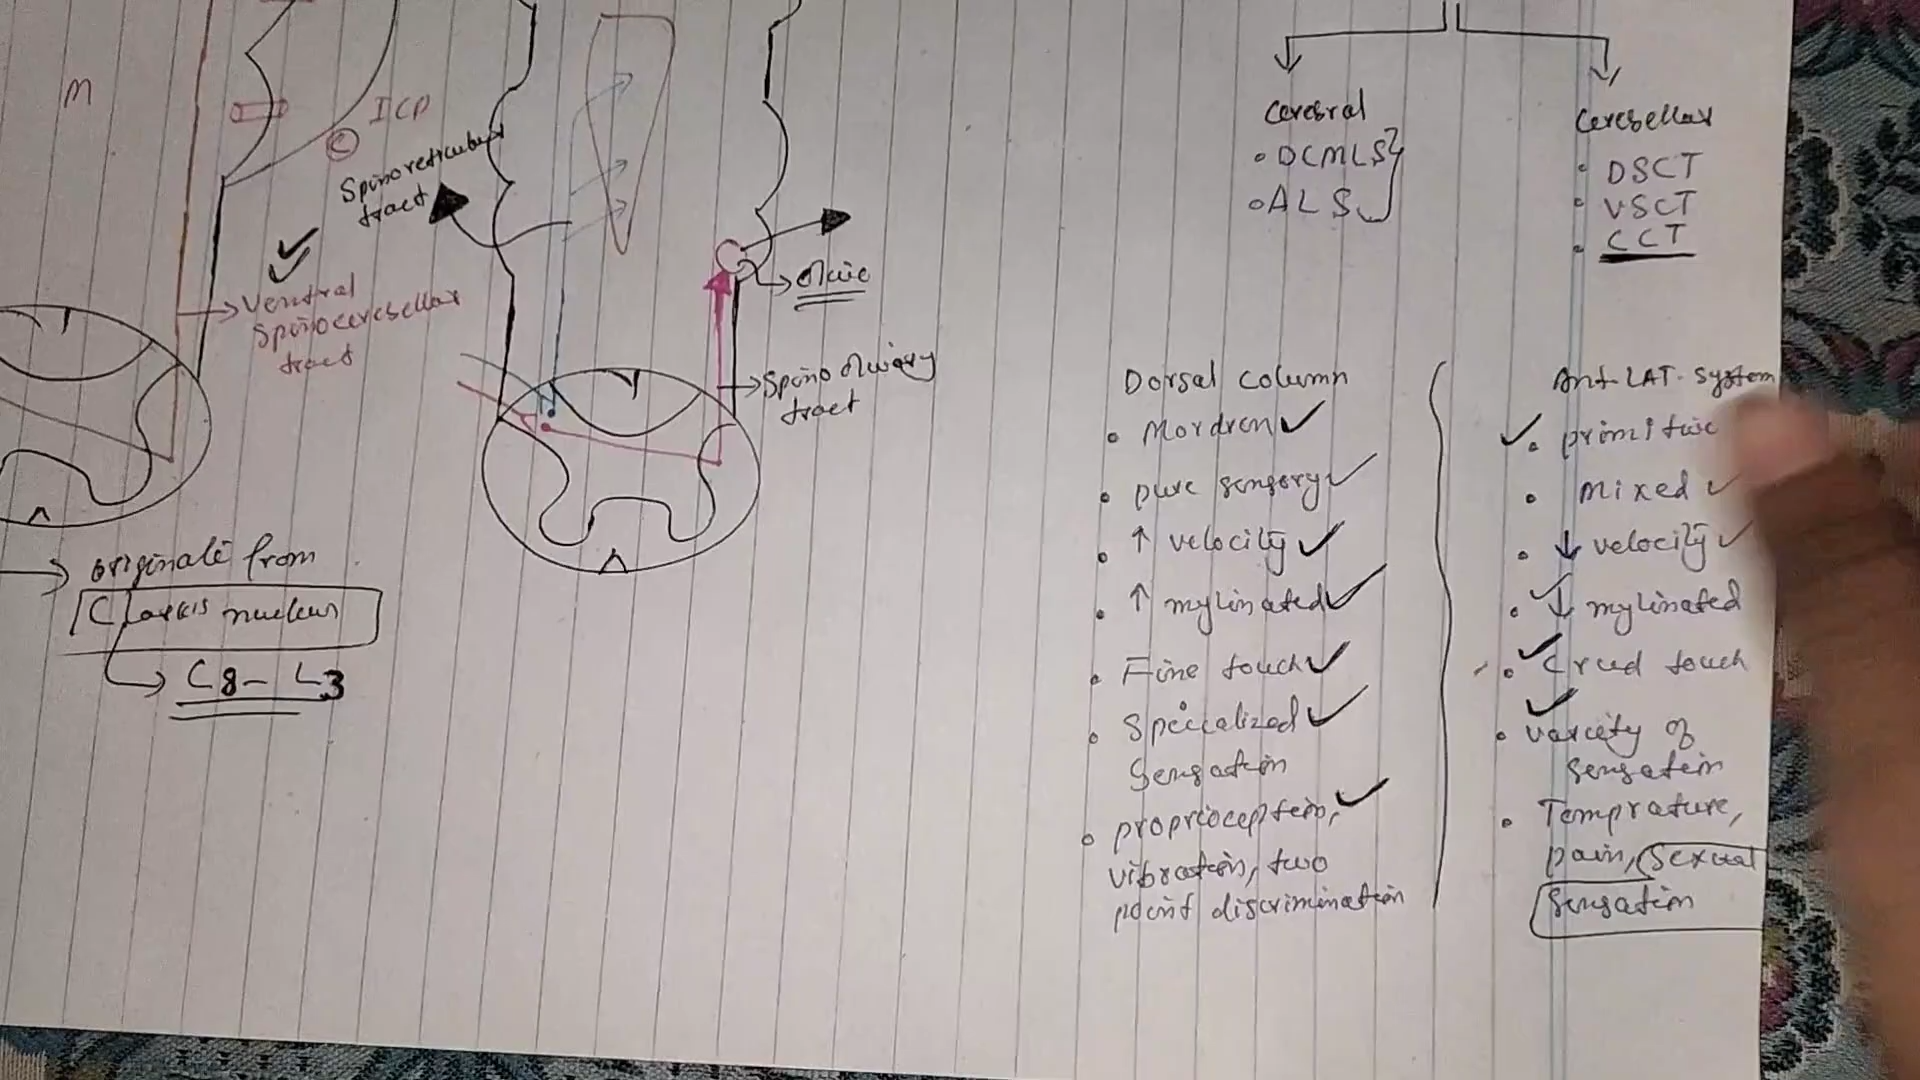 M
ICP
Spinoreticular
tract
Ventral
Spinocerebellar
tract
originate from
Clarkis nucleus
C8- L3
olive
Spino olivary
tract
Cerebral
• DCMLS
• ALS
Cerebellar
• DSCT
• VSCT
• CCT
Dorsal column
• Mordren
• pure sensory
• ↑ velocity
• ↑ mylinated
• Fine touch
• Specalized
Sensation
• proprioception,
vibration, two
point discrimination
Ant-LAT-system
• primitive
• Mixed
• ↓ velocity
• ↓ mylinated
• Crud touch
• varcety of
Sensation
• Temprature,
pain, Sexual
Sensation